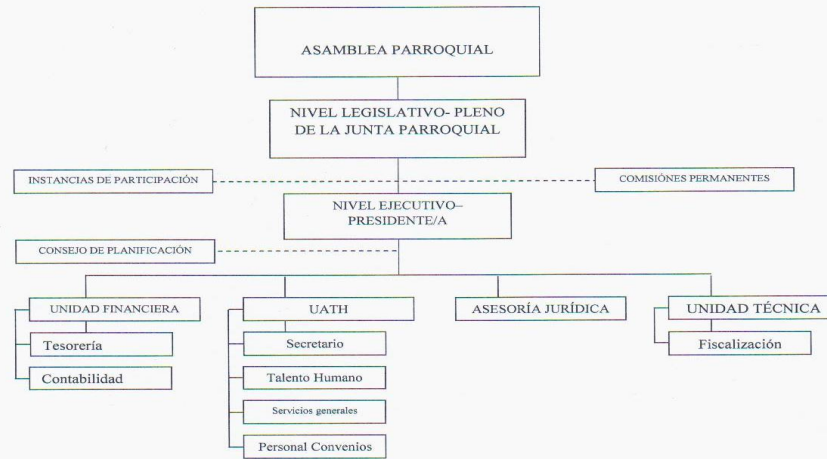 ASAMBLEA PARROQUIAL
NIVEL LEGISLATIVO- PLENO
DE LA JUNTA PARROQUIAL
INSTANCIAS DE PARTICIPACIÓN
COMISIÓNES PERMANENTES
NIVEL EJECUTIVO–
PRESIDENTE/A
CONSEJO DE PLANIFICACIÓN
UNIDAD FINANCIERA
UATH
ASESORÍA JURÍDICA
UNIDAD TÉCNICA
Tesorería
Secretario
Fiscalización
Contabilidad
Talento Humano
Servicios generales
Personal Convenios